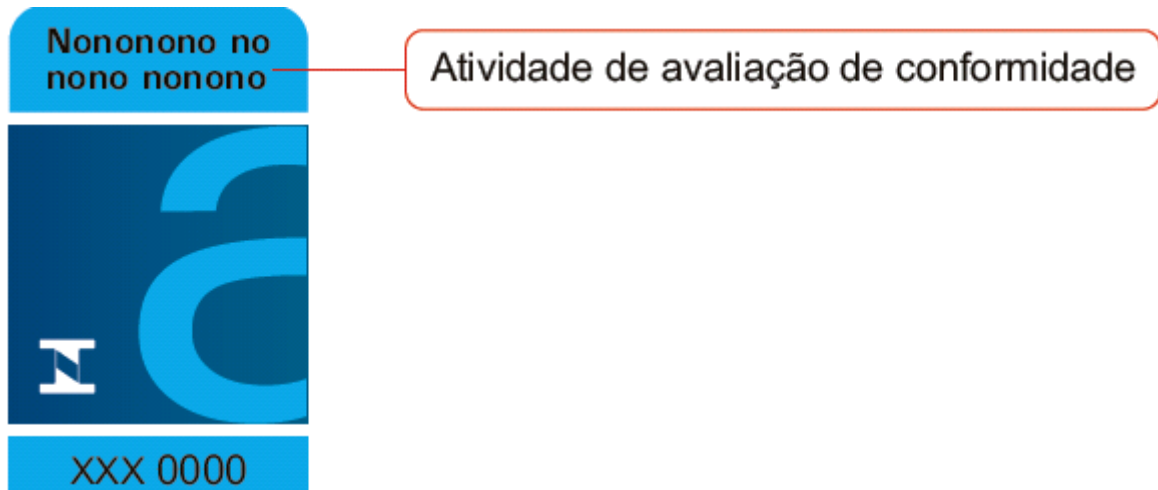 Nononono no
nono nonono
Atividade de avaliação de conformidade
XXX 0000